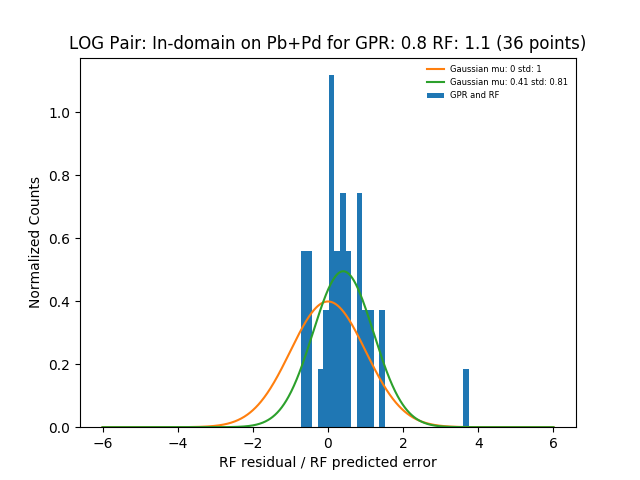 LOG Pair: In-domain on Pb+Pd for GPR: 0.8 RF: 1.1 (36 points)
Gaussian mu: 0 std: 1
Gaussian mu: 0.41 std: 0.81
GPR and RF
Normalized Counts
1.0
0.8
0.6
0.4
0.2
0.0
−6 −4 −2 0 2 4 6
RF residual / RF predicted error